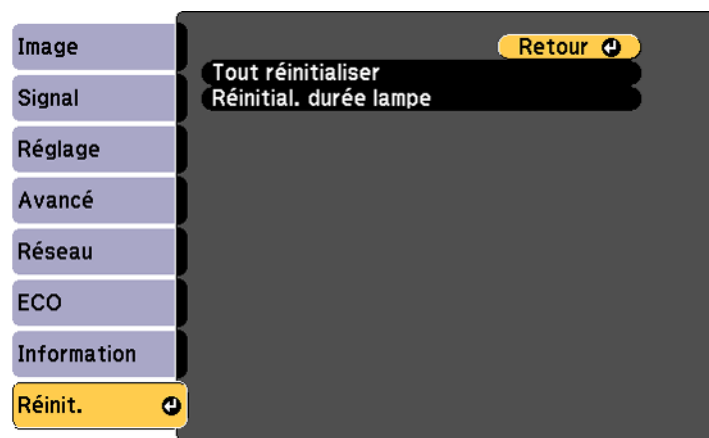 Image
Signal
Réglage
Avancé
Réseau
ECO
Information
Réinit.
Retour
Tout réinitialiser
Réinitial. durée lampe